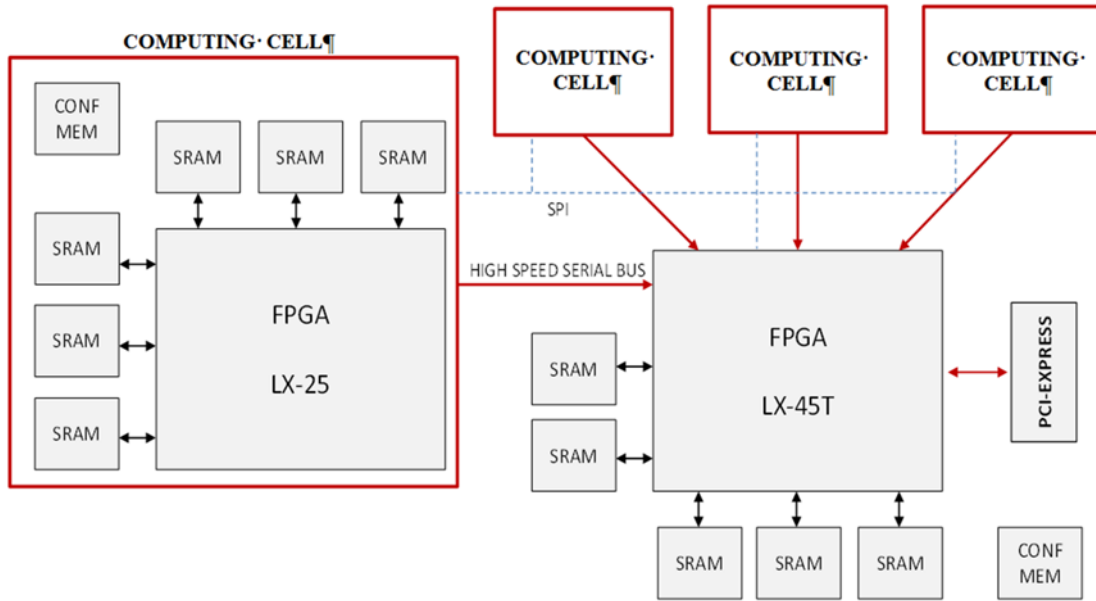 COMPUTING· CELL¶
COMPUTING·
CELL¶
COMPUTING·
CELL¶
COMPUTING·
CELL¶
CONF
MEM
SRAM
SRAM
SRAM
SPI
SRAM
SRAM
SRAM
FPGA
LX-25
HIGH SPEED SERIAL BUS
FPGA
LX-45T
SRAM
SRAM
PCI-EXPRESS
SRAM
SRAM
SRAM
CONF
MEM